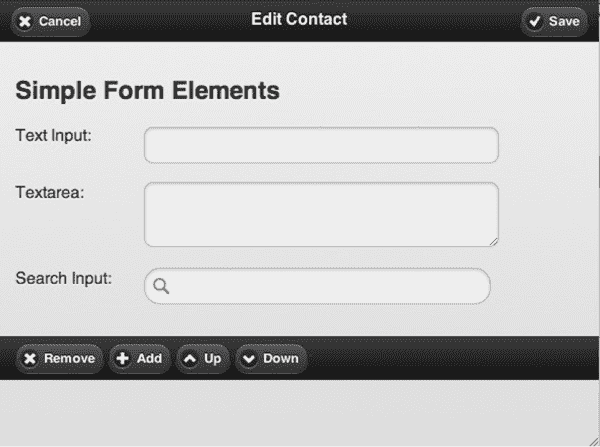 Cancel Edit Contact Save
Simple Form Elements
Text Input:
Textarea:
Search Input:
Remove Add Up Down